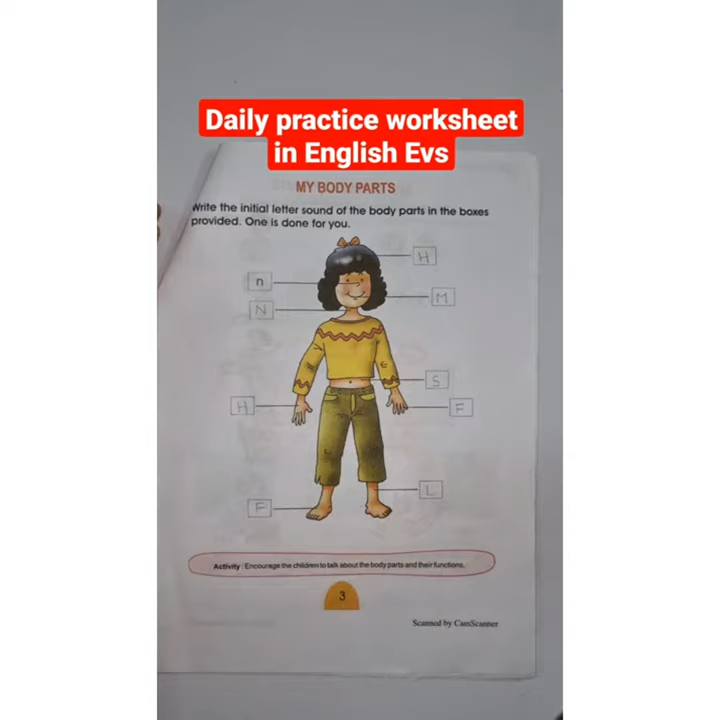 Daily practice worksheet
in English Evs
MY BODY PARTS
Write the initial letter sound of the body parts in the boxes
provided. One is done for you.
H
n
M
N
S
H
F
L
F
Activity : Encourage the children to talk about the body parts and their functions.
3
Scanned by CamScanner